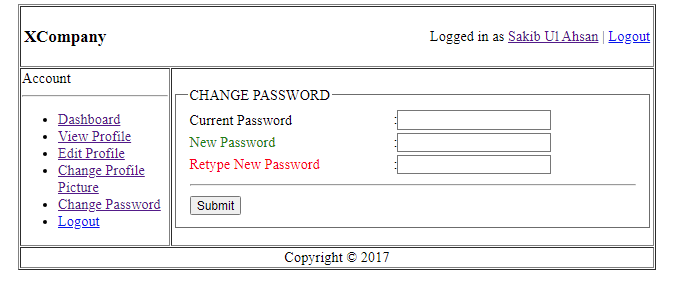 XCompany
Logged in as Sakib Ul Ahsan | Logout
Account
Dashboard
View Profile
Edit Profile
Change Profile
Picture
Change Password
Logout
CHANGE PASSWORD
Current Password :
New Password :
Retype New Password :
Submit
Copyright © 2017